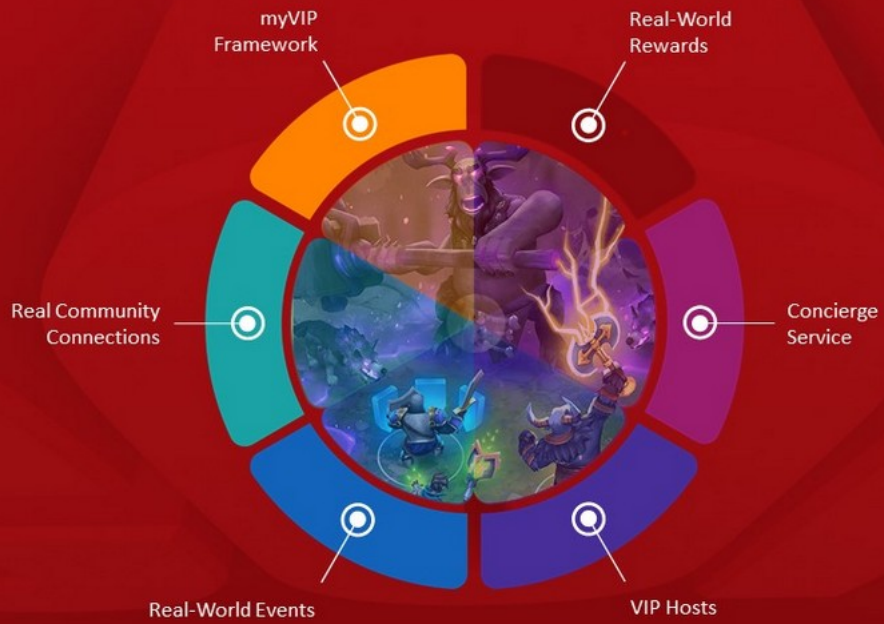 myVIP
Framework
Real-World
Rewards
Real Community
Connections
Concierge
Service
Real-World Events
VIP Hosts